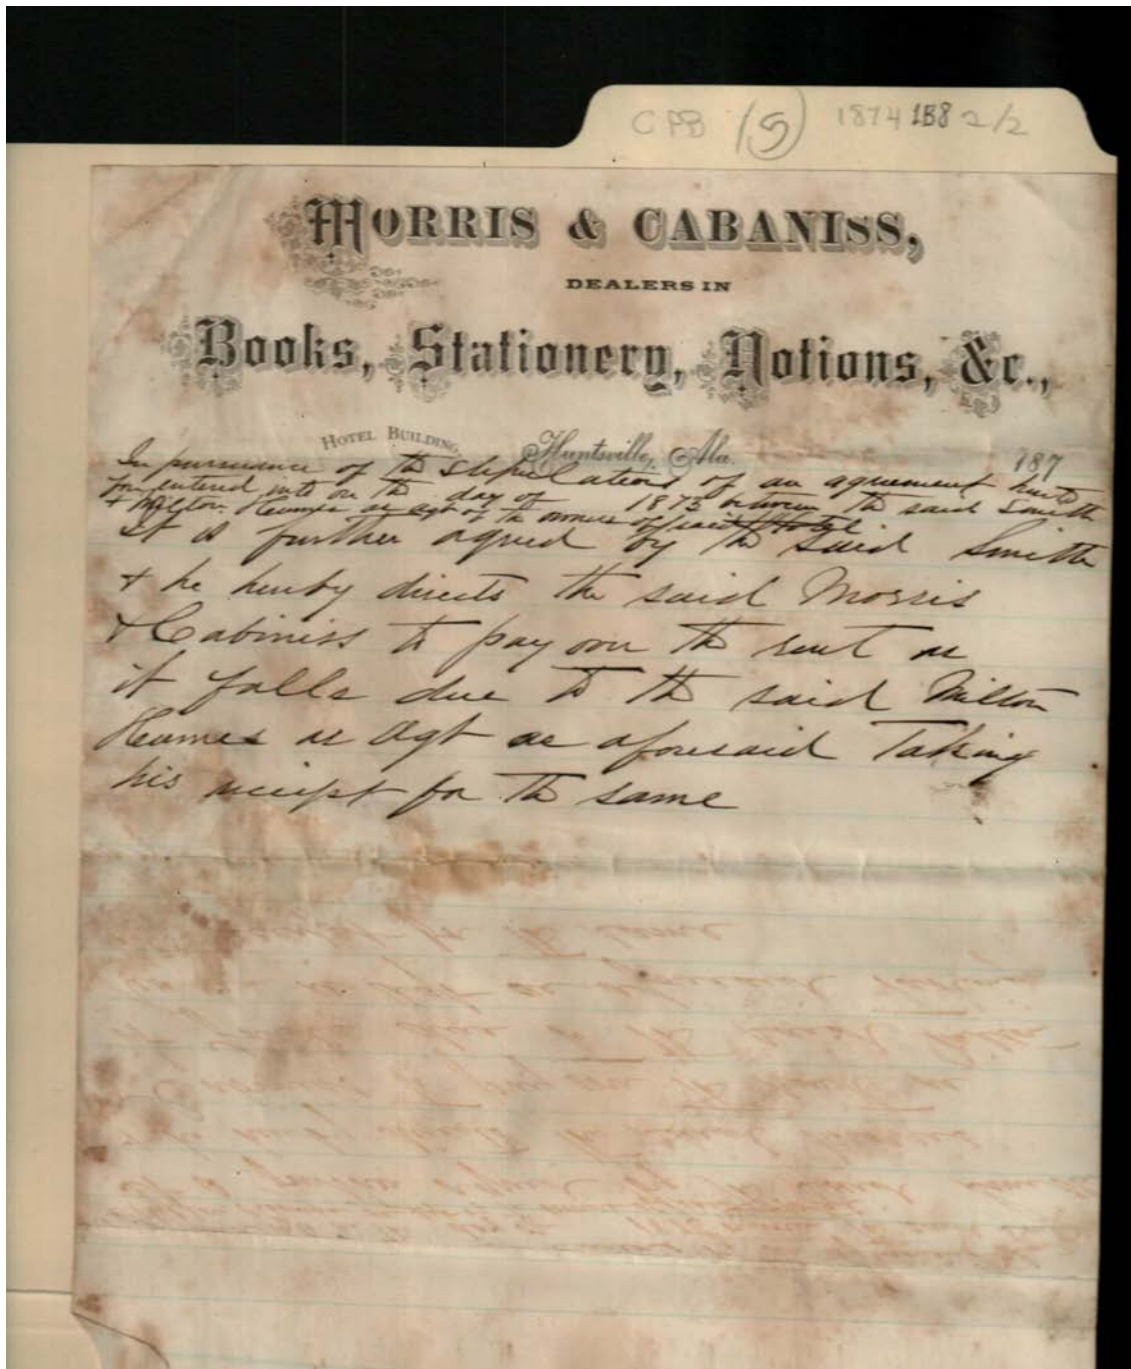 CPB (5) 1874 1B8 2/2
MORRIS & CABANISS,
DEALERS IN
Books, Stationery, Notions, &c.,
HOTEL BUILDING, Huntsville, Ala. 187
In pursuance of the stipulations of an agreement hereto
fore entered into on the day of 1873 between the said Smith
& Milton Humes as agt of the owners of said Hotel
It is further agreed by the said Smith
& he hereby directs the said Morris
& Cabiniss to pay over the rent as
it falls due to the said Milton
Humes as Agt as aforesaid Taking
his receipt for the same